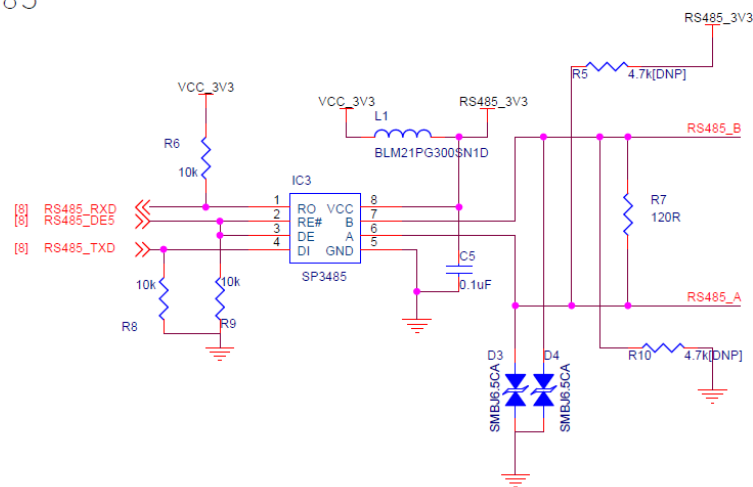 RS485_3V3
R5
4.7k[DNP]
VCC_3V3
VCC_3V3
RS485_3V3
L1
BLM21PG300SN1D
R6
10k
RS485_B
IC3
R7
120R
[8] RS485_RXD
1
RO
VCC
8
[8] RS485_DE5
2
RE#
B
7
3
DE
A
6
[8] RS485_TXD
4
DI
GND
5
SP3485
C5
0.1uF
10k
10k
R8
R9
RS485_A
D3
D4
SMBJ6.5CA
SMBJ6.5CA
R10
4.7k[DNP]